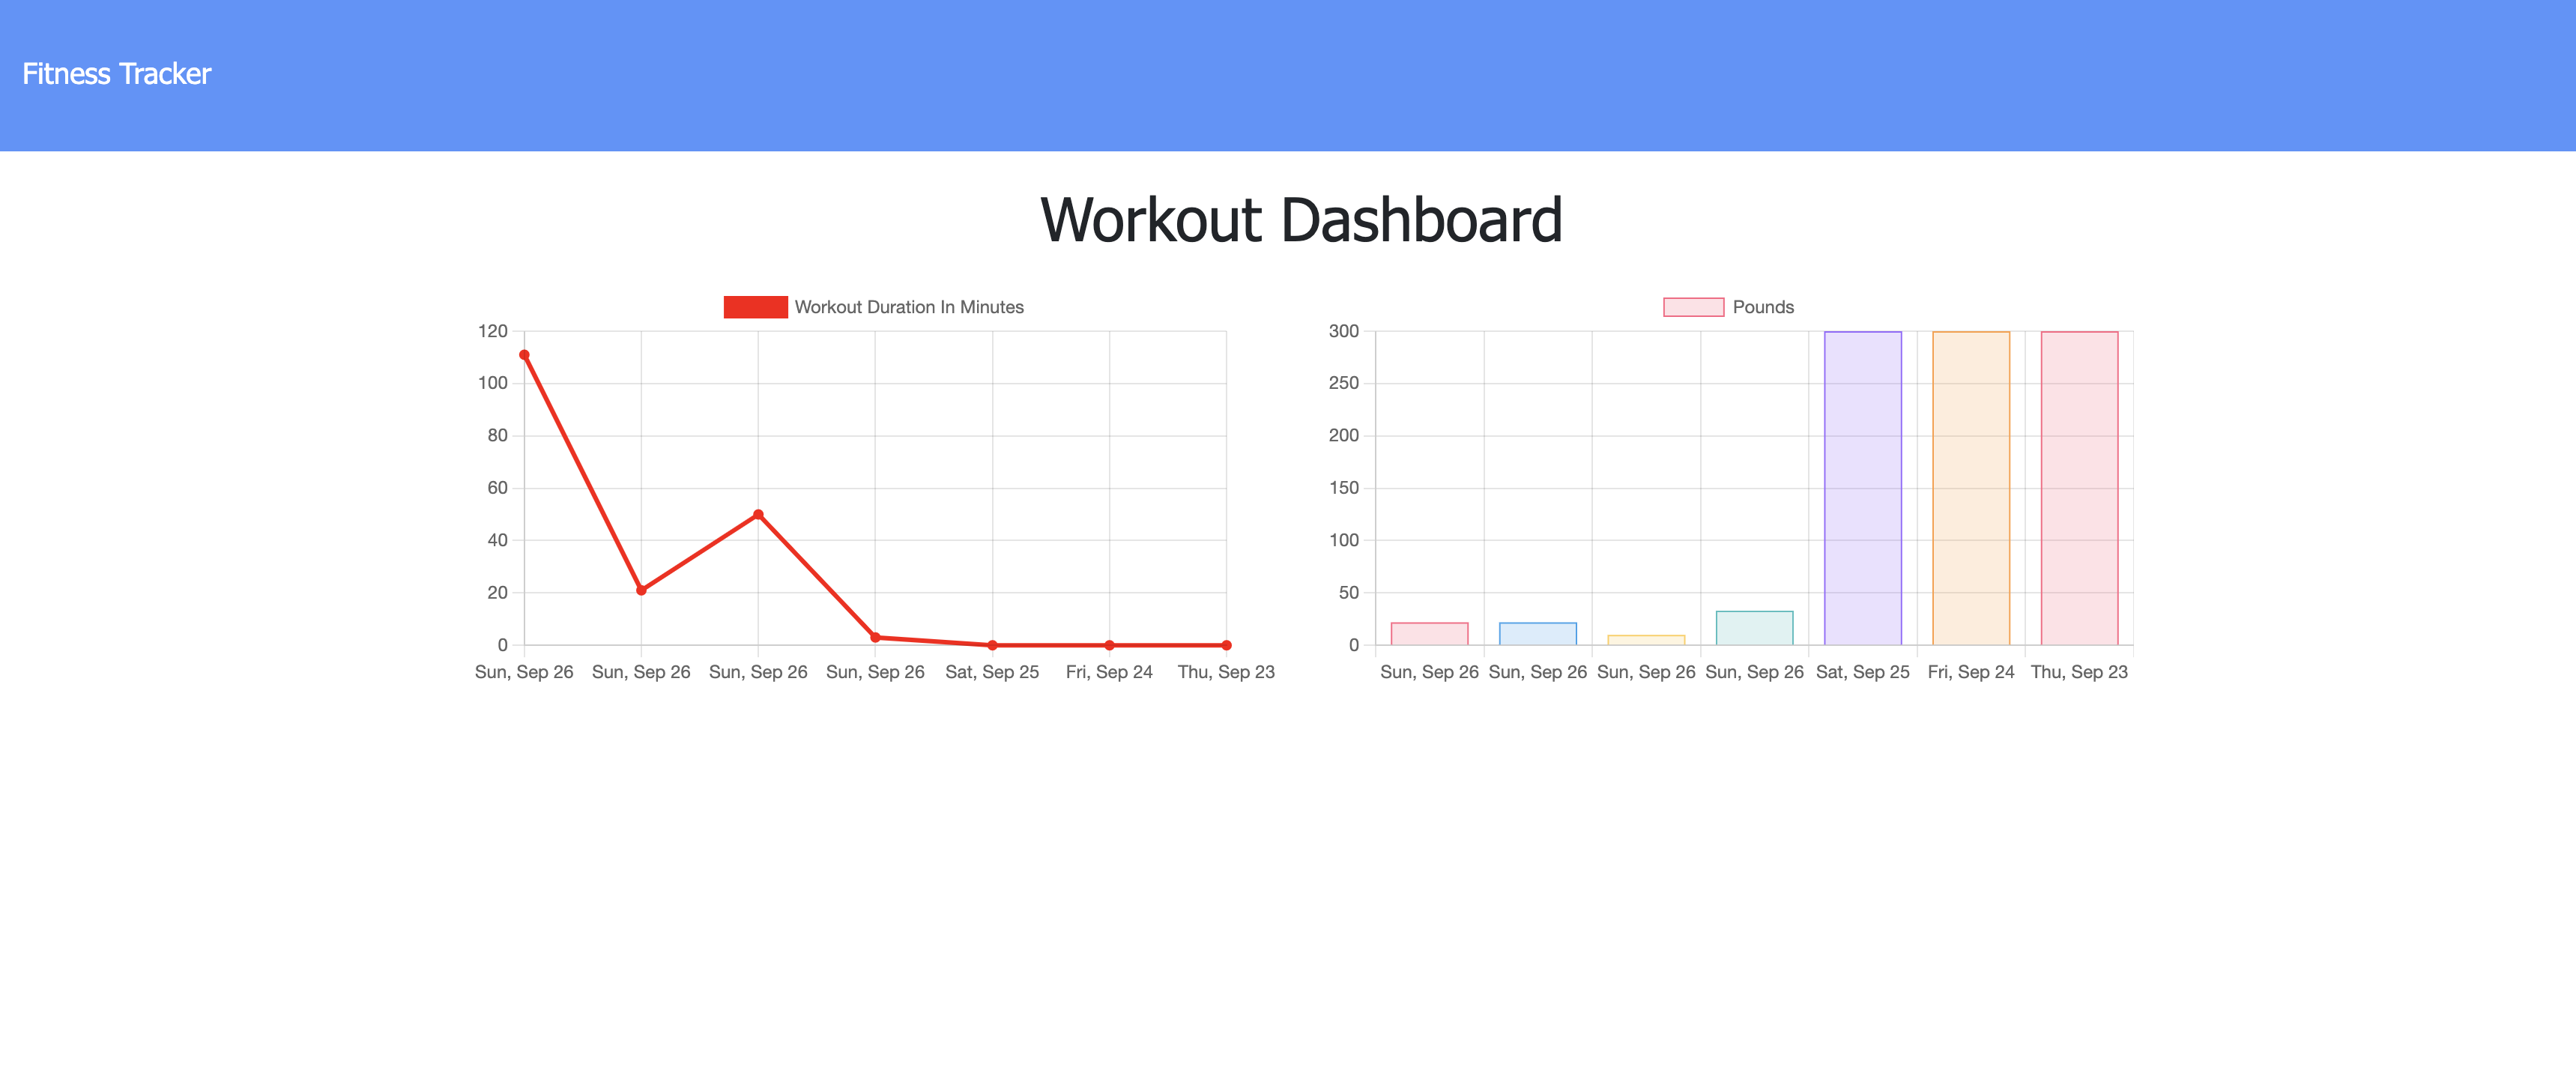 Fitness Tracker
Workout Dashboard
Workout Duration In Minutes
120
100
80
60
40
20
0
Sun, Sep 26 Sun, Sep 26 Sun, Sep 26 Sun, Sep 26 Sat, Sep 25 Fri, Sep 24 Thu, Sep 23
Pounds
300
250
200
150
100
50
0
Sun, Sep 26 Sun, Sep 26 Sun, Sep 26 Sun, Sep 26 Sat, Sep 25 Fri, Sep 24 Thu, Sep 23